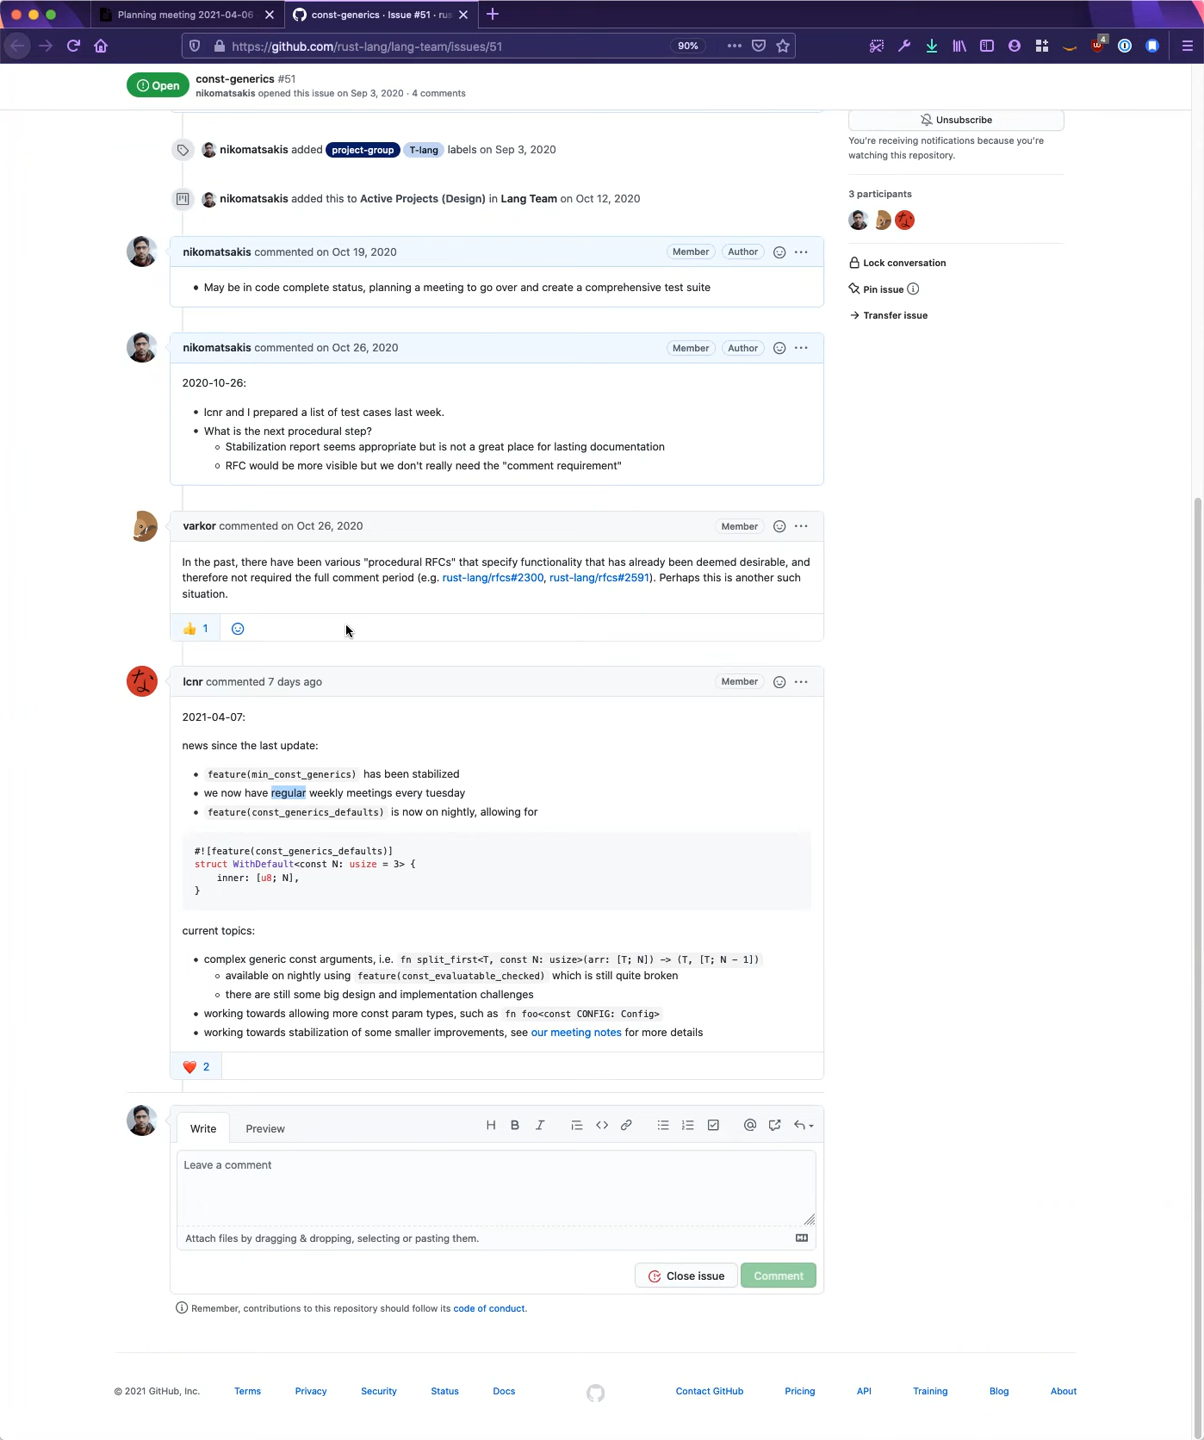 Planning meeting 2021-04-06
const-generics · Issue #51 · rus
https://github.com/rust-lang/lang-team/issues/51
90%
4
Open
const-generics #51
nikomatsakis opened this issue on Sep 3, 2020 · 4 comments
Unsubscribe
You're receiving notifications because you're
watching this repository.
nikomatsakis added project-group T-lang labels on Sep 3, 2020
3 participants
nikomatsakis added this to Active Projects (Design) in Lang Team on Oct 12, 2020
nikomatsakis commented on Oct 19, 2020
Member
Author
Lock conversation
• May be in code complete status, planning a meeting to go over and create a comprehensive test suite
Pin issue
Transfer issue
nikomatsakis commented on Oct 26, 2020
Member
Author
2020-10-26:
• lcnr and I prepared a list of test cases last week.
• What is the next procedural step?
◦ Stabilization report seems appropriate but is not a great place for lasting documentation
◦ RFC would be more visible but we don't really need the "comment requirement"
varkor commented on Oct 26, 2020
Member
In the past, there have been various "procedural RFCs" that specify functionality that has already been deemed desirable, and
therefore not required the full comment period (e.g. rust-lang/rfcs#2300, rust-lang/rfcs#2591). Perhaps this is another such
situation.
👍 1
な
lcnr commented 7 days ago
Member
2021-04-07:
news since the last update:
• feature(min_const_generics) has been stabilized
• we now have regular weekly meetings every tuesday
• feature(const_generics_defaults) is now on nightly, allowing for
#![feature(const_generics_defaults)]
struct WithDefault<const N: usize = 3> {
    inner: [u8; N],
}
current topics:
• complex generic const arguments, i.e. fn split_first<T, const N: usize>(arr: [T; N]) -> (T, [T; N - 1])
◦ available on nightly using feature(const_evaluatable_checked) which is still quite broken
◦ there are still some big design and implementation challenges
• working towards allowing more const param types, such as fn foo<const CONFIG: Config>
• working towards stabilization of some smaller improvements, see our meeting notes for more details
❤️ 2
Write
Preview
H B I
Leave a comment
Attach files by dragging & dropping, selecting or pasting them.
Close issue
Comment
Remember, contributions to this repository should follow its code of conduct.
© 2021 GitHub, Inc.
Terms
Privacy
Security
Status
Docs
Contact GitHub
Pricing
API
Training
Blog
About